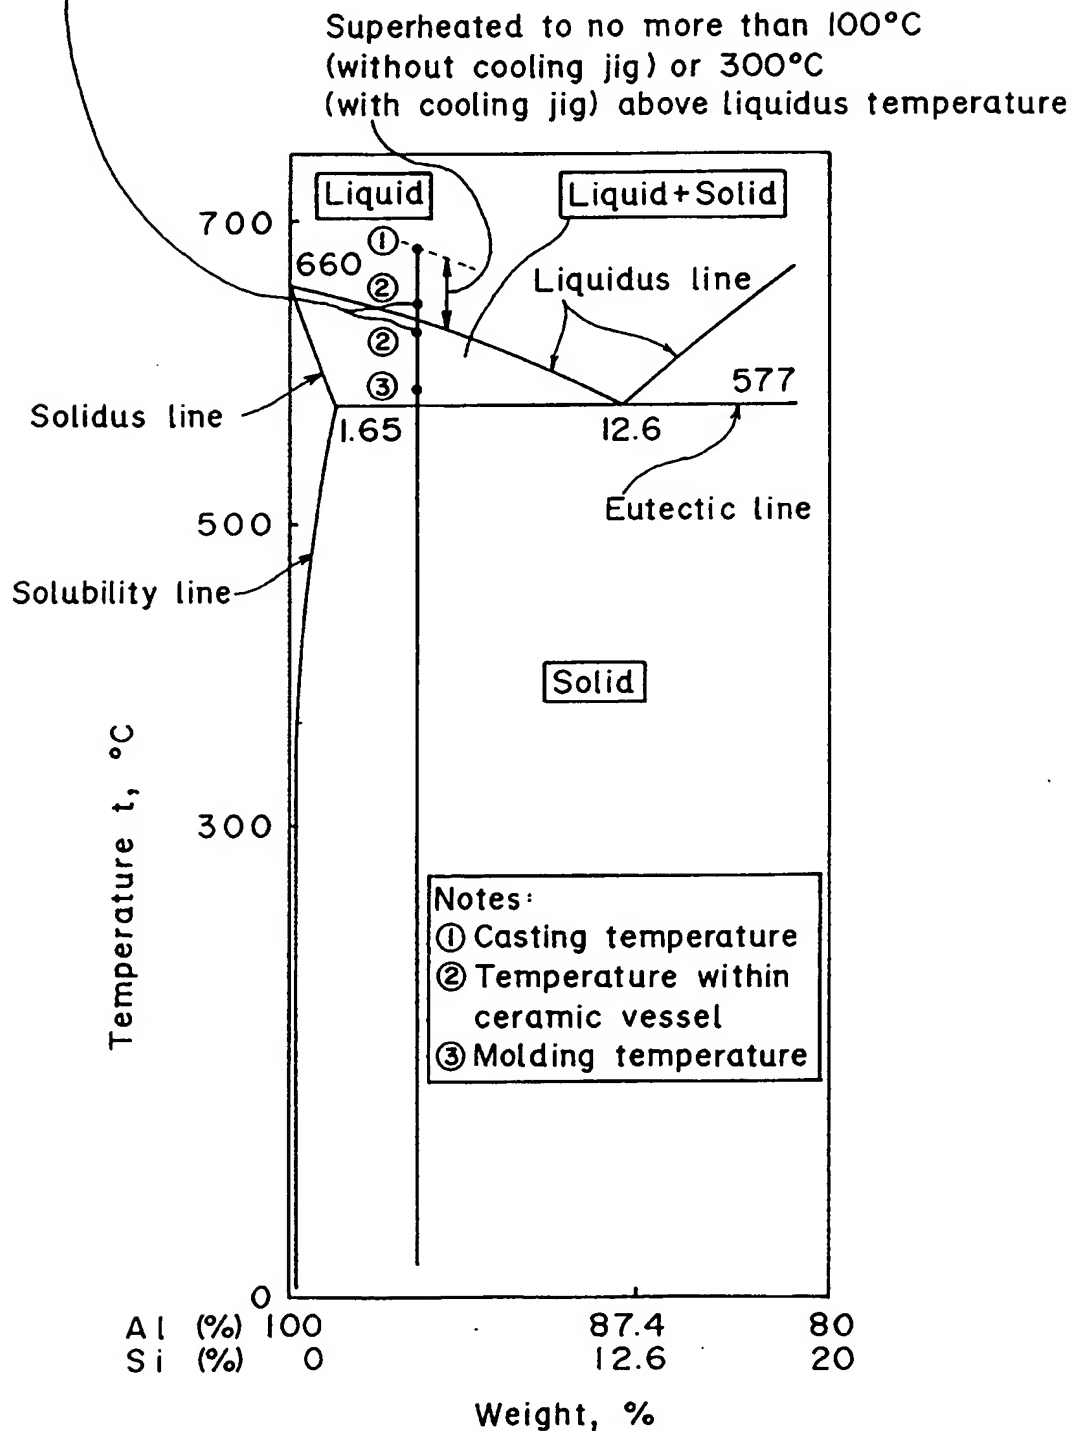 Superheated to no more than 100°C
(without cooling jig) or 300°C
(with cooling jig) above liquidus temperature
Liquid
Liquid+Solid
700
①
660
②
Liquidus line
②
③
577
Solidus line
1.65
12.6
Eutectic line
500
Solubility line
Solid
Temperature t, °C
300
Notes:
① Casting temperature
② Temperature within
ceramic vessel
③ Molding temperature
0
Al (%) 100 87.4 80
Si (%) 0 12.6 20
Weight, %